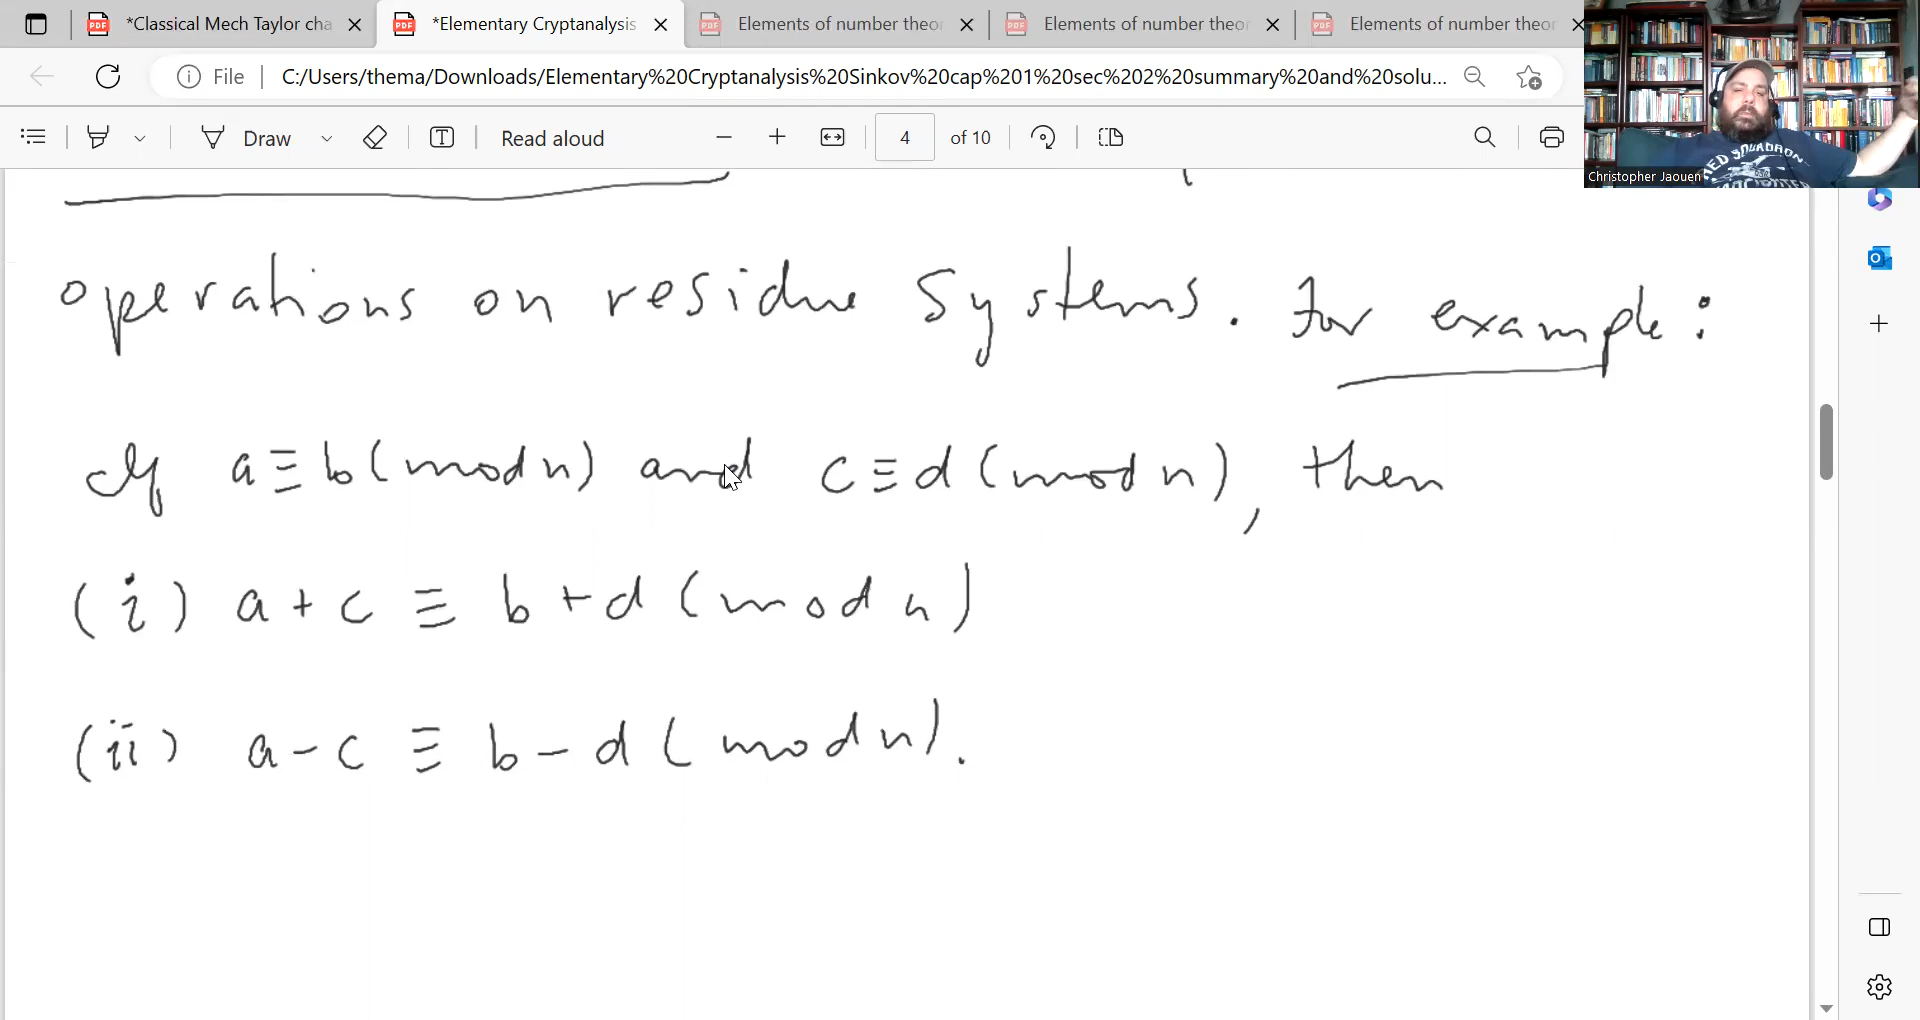 *Classical Mech Taylor cha
*Elementary Cryptanalysis
Elements of number theor
Elements of number theor
Elements of number theor
File
C:/Users/thema/Downloads/Elementary%20Cryptanalysis%20Sinkov%20cap%201%20sec%202%20summary%20and%20solu...
Draw
Read aloud
4
of 10
Christopher Jaouen
operations on residue systems. For example:
If a≡b(mod n) and c≡d(mod n), then
(i) a+c ≡ b+d (mod n)
(ii) a-c ≡ b-d (mod n).